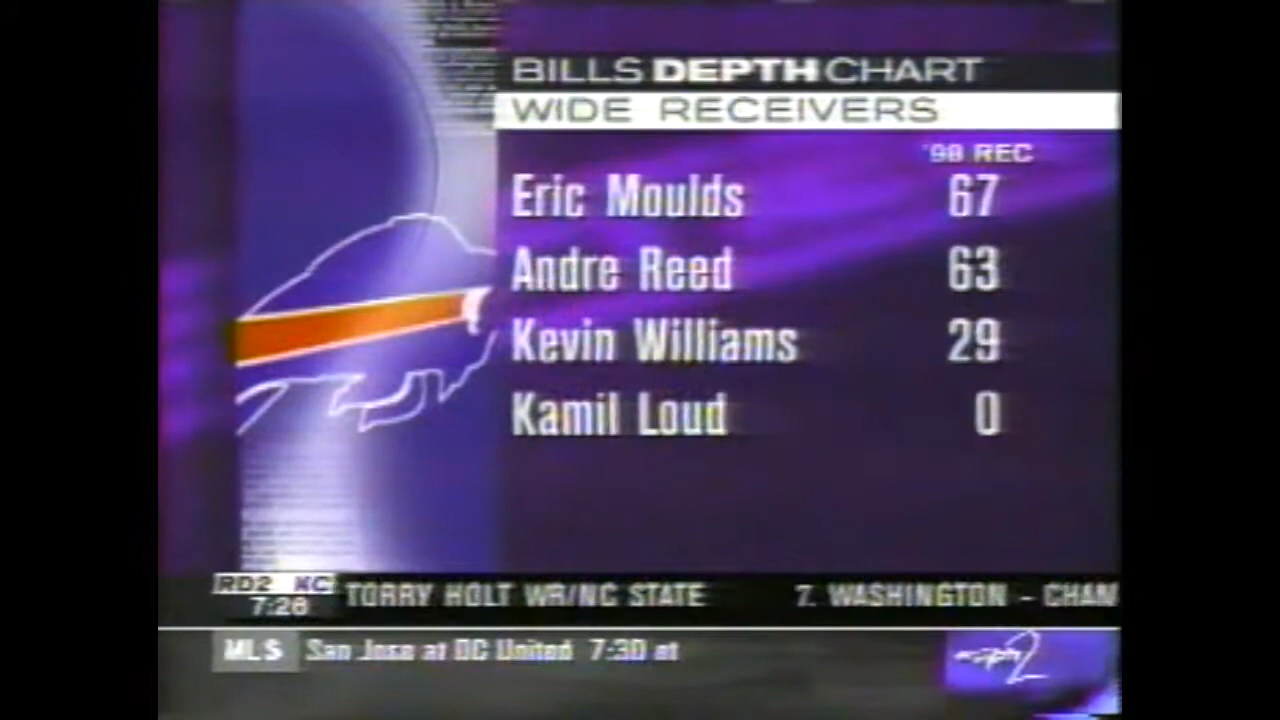 BILLS DEPTH CHART
WIDE RECEIVERS
'98 REC
Eric Moulds 67
Andre Reed 63
Kevin Williams 29
Kamil Loud 0
RD2 KC
7:26
TORRY HOLT WR/NC STATE 7. WASHINGTON - CHAM
MLS San Jose at DC United 7:30 et